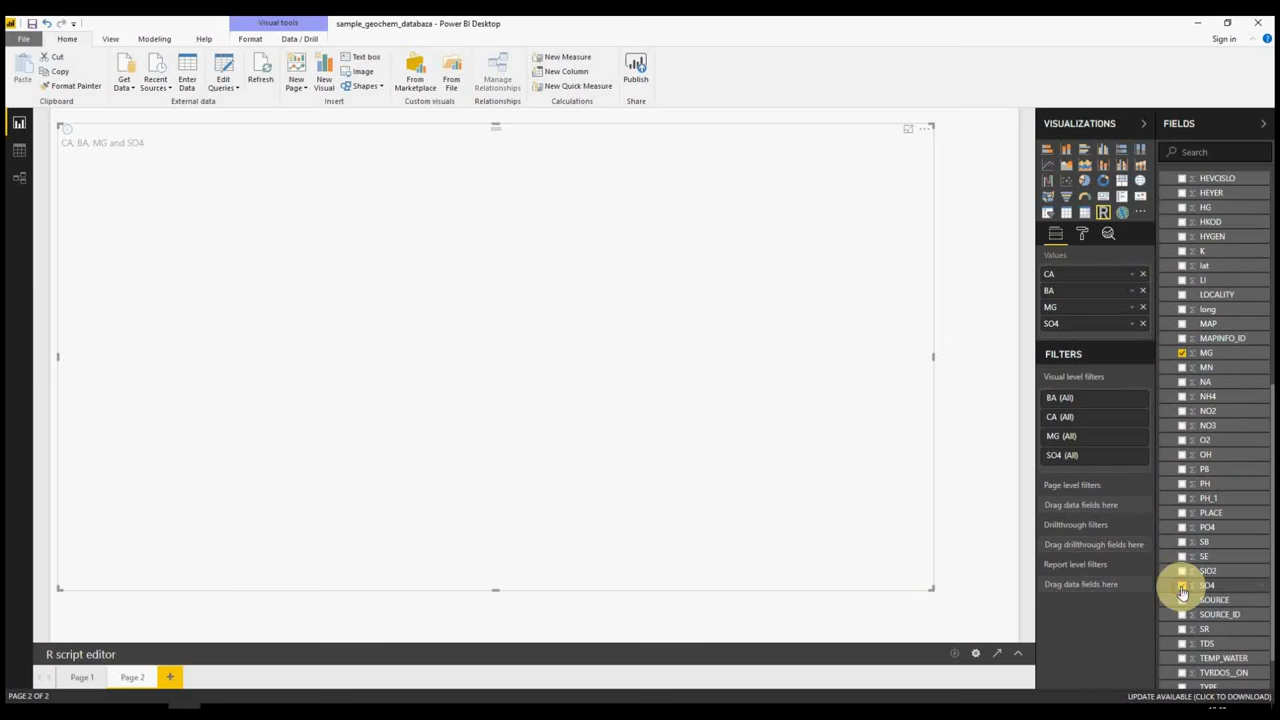 Visual tools
sample_geochem_databaza - Power BI Desktop
File Home View Modeling Help Format Data / Drill Sign in
Cut
Copy
Format Painter
Paste
Clipboard
Get Data
Recent Sources
Enter Data
Edit Queries
External data
Refresh
New Page
New Visual
Text box
Image
Shapes
Insert
From Marketplace
From File
Custom visuals
Manage Relationships
Relationships
New Measure
New Column
New Quick Measure
Calculations
Publish
Share
CA, BA, MG and SO4
VISUALIZATIONS
R
Values
CA
BA
MG
SO4
FILTERS
Visual level filters
BA (All)
CA (All)
MG (All)
SO4 (All)
Page level filters
Drag data fields here
Drillthrough filters
Drag drillthrough fields here
Report level filters
Drag data fields here
FIELDS
Search
HEVCISLO
HEYER
HG
HKOD
HYGEN
K
lat
LI
LOCALITY
long
MAP
MAPINFO_ID
MG
MN
NA
NH4
NO2
NO3
O2
OH
PB
PH
PH_1
PLACE
PO4
SB
SE
SIO2
SO4
SOURCE
SOURCE_ID
SR
TDS
TEMP_WATER
TVRDOS__ON
TYPE
R script editor
Page 1
Page 2
PAGE 2 OF 2
UPDATE AVAILABLE (CLICK TO DOWNLOAD)